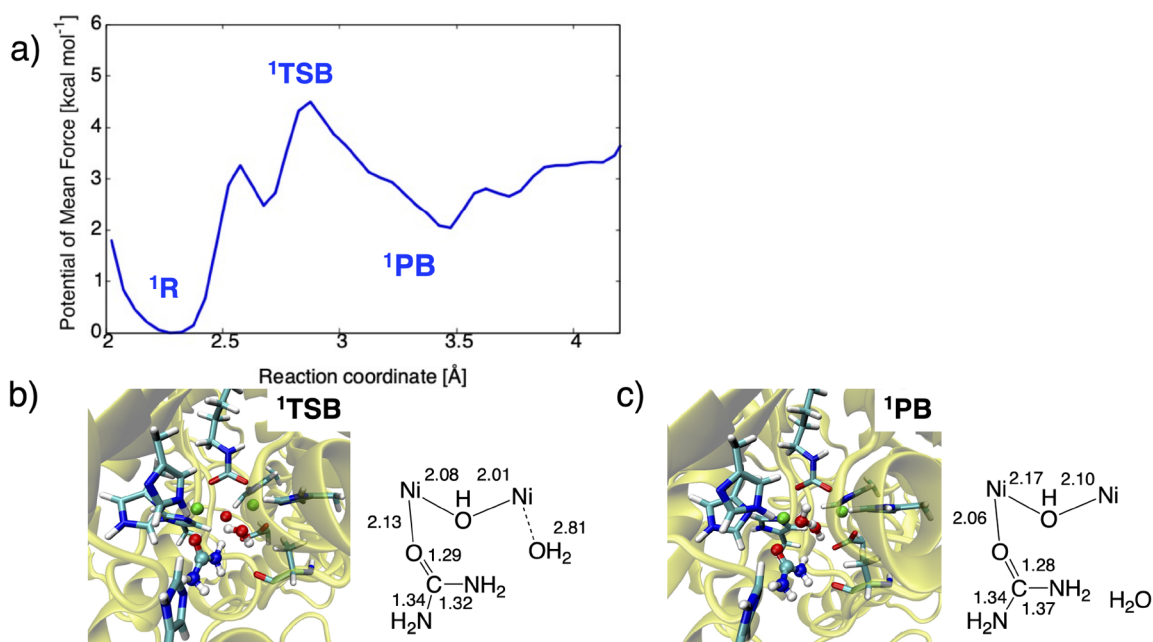 a)
Potential of Mean Force [kcal mol⁻¹]
6
5
4
3
2
1
0
¹TSB
¹R
¹PB
2 2.5 3 3.5 4
Reaction coordinate [Å]
b)
¹TSB
2.08 2.01
Ni H Ni
O
2.13
2.81
O OH₂
1.29
C NH₂
1.34 1.32
H₂N
c)
¹PB
2.17 2.10
Ni H Ni
O
2.06
O
1.28
C NH₂
1.34 1.37
H₂N
H₂O